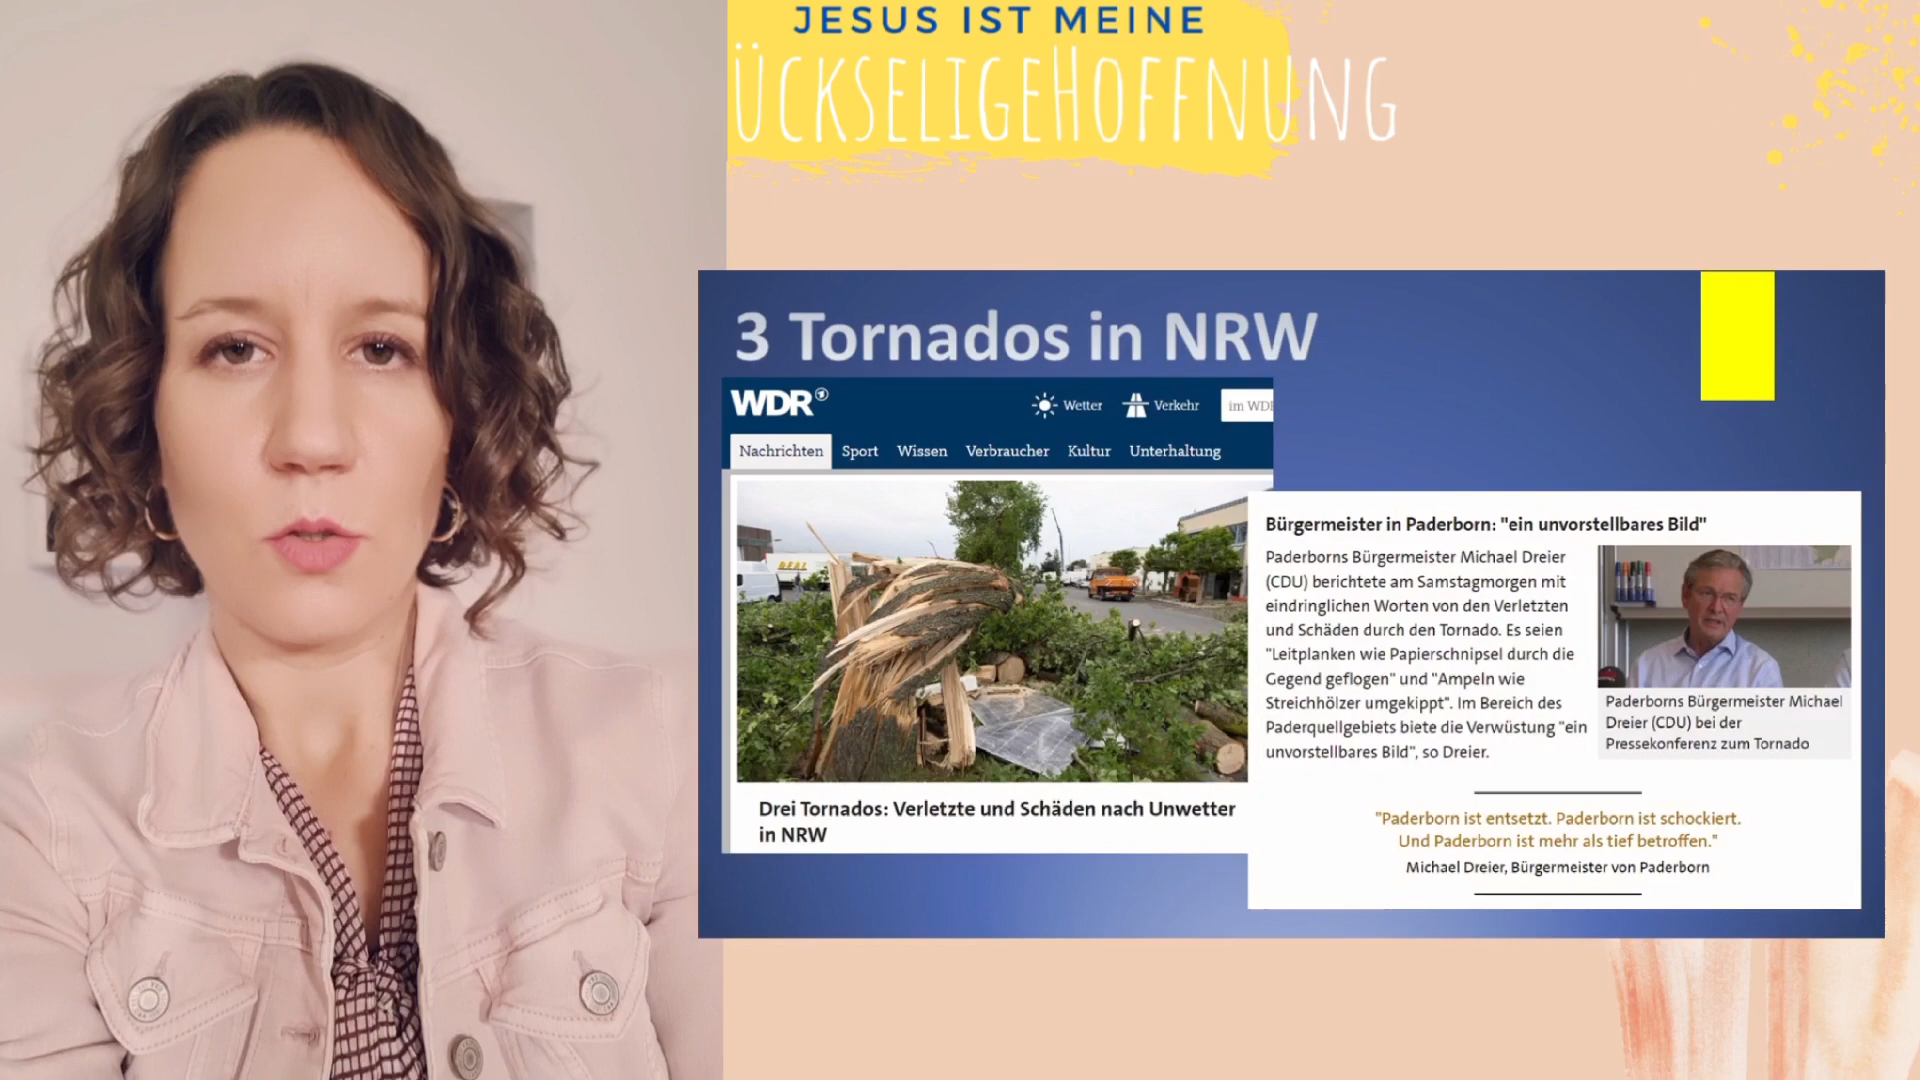 JESUS IST MEINE
ÜCKSELIGEHOFFNUNG
3 Tornados in NRW
WDR
Wetter
Verkehr
im WD
Nachrichten Sport Wissen Verbraucher Kultur Unterhaltung
DEAL
Drei Tornados: Verletzte und Schäden nach Unwetter
in NRW
Bürgermeister in Paderborn: "ein unvorstellbares Bild"
Paderborns Bürgermeister Michael Dreier
(CDU) berichtete am Samstagmorgen mit
eindringlichen Worten von den Verletzten
und Schäden durch den Tornado. Es seien
"Leitplanken wie Papierschnipsel durch die
Gegend geflogen" und "Ampeln wie
Streichhölzer umgekippt". Im Bereich des
Paderquellgebiets biete die Verwüstung "ein
unvorstellbares Bild", so Dreier.
Paderborns Bürgermeister Michael
Dreier (CDU) bei der
Pressekonferenz zum Tornado
"Paderborn ist entsetzt. Paderborn ist schockiert.
Und Paderborn ist mehr als tief betroffen."
Michael Dreier, Bürgermeister von Paderborn